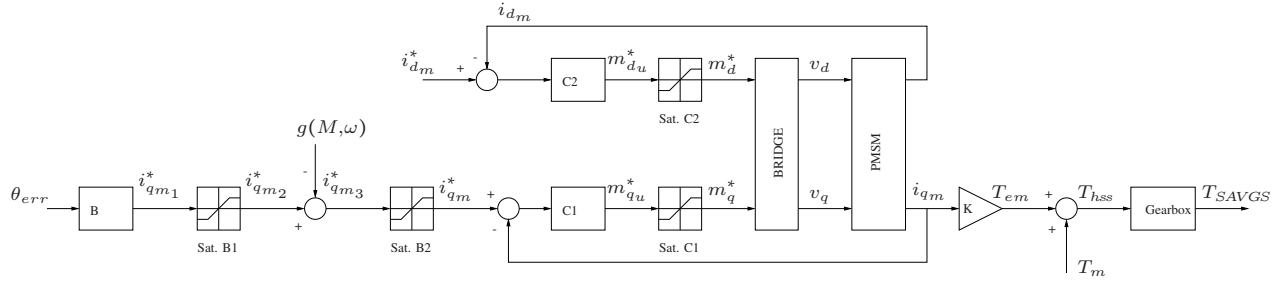 i_{d_m}
i^*_{d_m} + - C2 m^*_{d_u} Sat. C2 m^*_d BRIDGE v_d PMSM
g(M,ω)
θ_{err} B i^*_{q_{m_1}} Sat. B1 i^*_{q_{m_2}} + - i^*_{q_{m_3}} Sat. B2 i^*_{q_m} + - C1 m^*_{q_u} Sat. C1 m^*_q v_q i_{q_m} K T_{em} + + T_{hss} Gearbox T_{SAVGS}
T_m